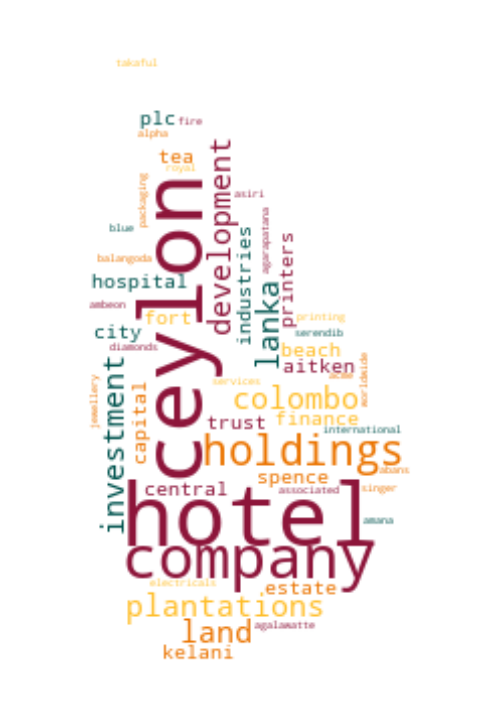 takaful
plc fire
alpha
tea
royal
packaging
asiri
development
ceylon
blue
agarapatana
industries
printers
balangoda
hospital
lanka
ambeon
fort
printing
city
serendib
diamonds
beach
aitken
investment
acme
worldwide
jewellery
capital
services
colombo
trust
finance
international
holdings
abans
spence
central
associated
singer
hotel
amana
company
electricals
estate
plantations
land
agalamatte
kelani